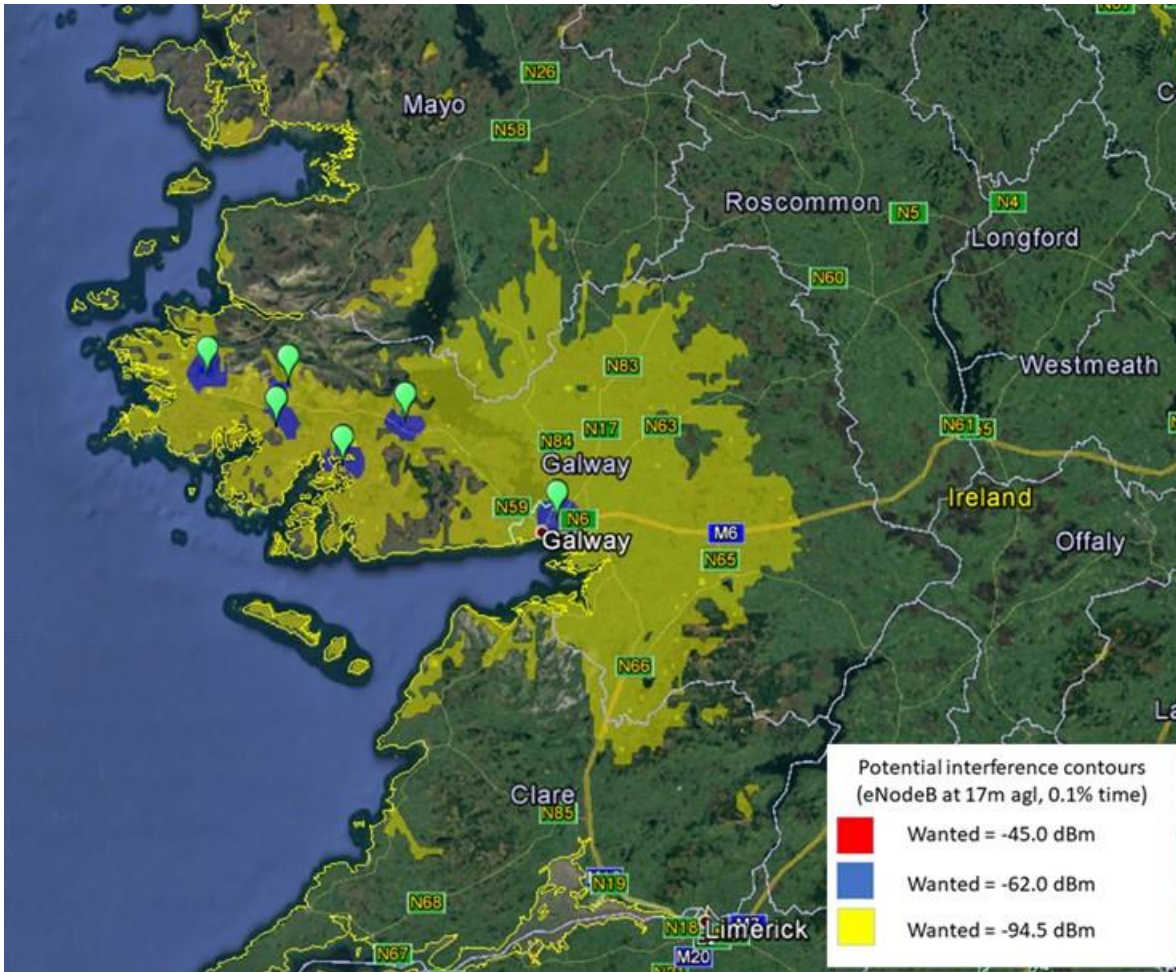 N26
Mayo
N58
Roscommon
N5
N4
Longford
N60
Westmeath
N83
N61
N17
N63
N84
Galway
Ireland
N59
N6
Galway
M6
Offaly
N65
N66
Clare
N85
N19
N68
N18
Limerick
N67
M20
Potential interference contours
(eNodeB at 17m agl, 0.1% time)
Wanted = -45.0 dBm
Wanted = -62.0 dBm
Wanted = -94.5 dBm